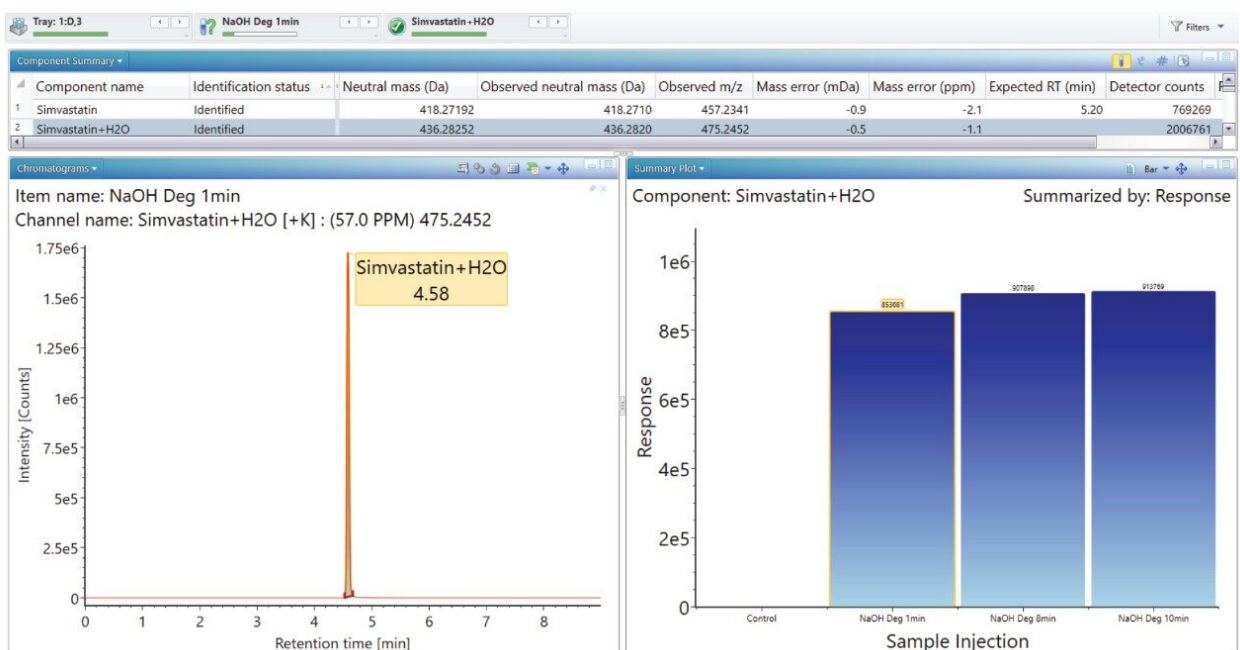 Tray: 1:D,3
NaOH Deg 1min
Simvastatin+H2O
Filters
Component Summary
Component name Identification status Neutral mass (Da) Observed neutral mass (Da) Observed m/z Mass error (mDa) Mass error (ppm) Expected RT (min) Detector counts
1 Simvastatin Identified 418.27192 418.2710 457.2341 -0.9 -2.1 5.20 769269
2 Simvastatin+H2O Identified 436.28252 436.2820 475.2452 -0.5 -1.1 2006761
Chromatograms
Item name: NaOH Deg 1min
Channel name: Simvastatin+H2O [+K] : (57.0 PPM) 475.2452
1.75e6
1.5e6
1.25e6
1e6
7.5e5
5e5
2.5e5
0
Intensity [Counts]
Simvastatin+H2O
4.58
0 1 2 3 4 5 6 7 8
Retention time [min]
Summary Plot
Bar
Component: Simvastatin+H2O Summarized by: Response
1e6
8e5
6e5
4e5
2e5
0
Response
853681
907898
913769
Control NaOH Deg 1min NaOH Deg 8min NaOH Deg 10min
Sample Injection